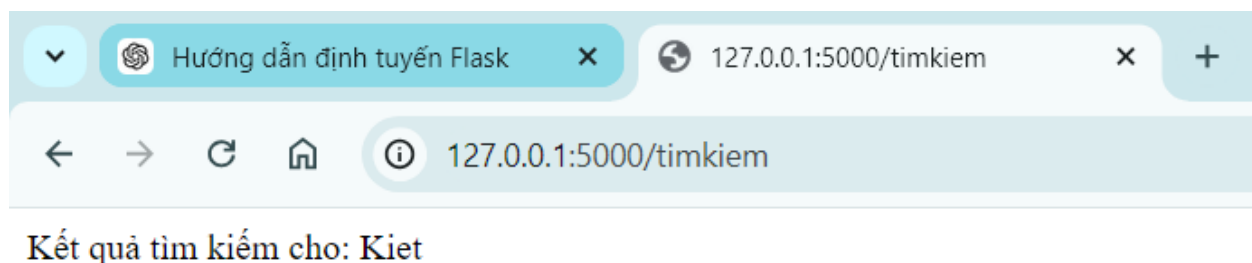 Hướng dẫn định tuyến Flask
127.0.0.1:5000/timkiem
127.0.0.1:5000/timkiem
Kết quả tìm kiếm cho: Kiet